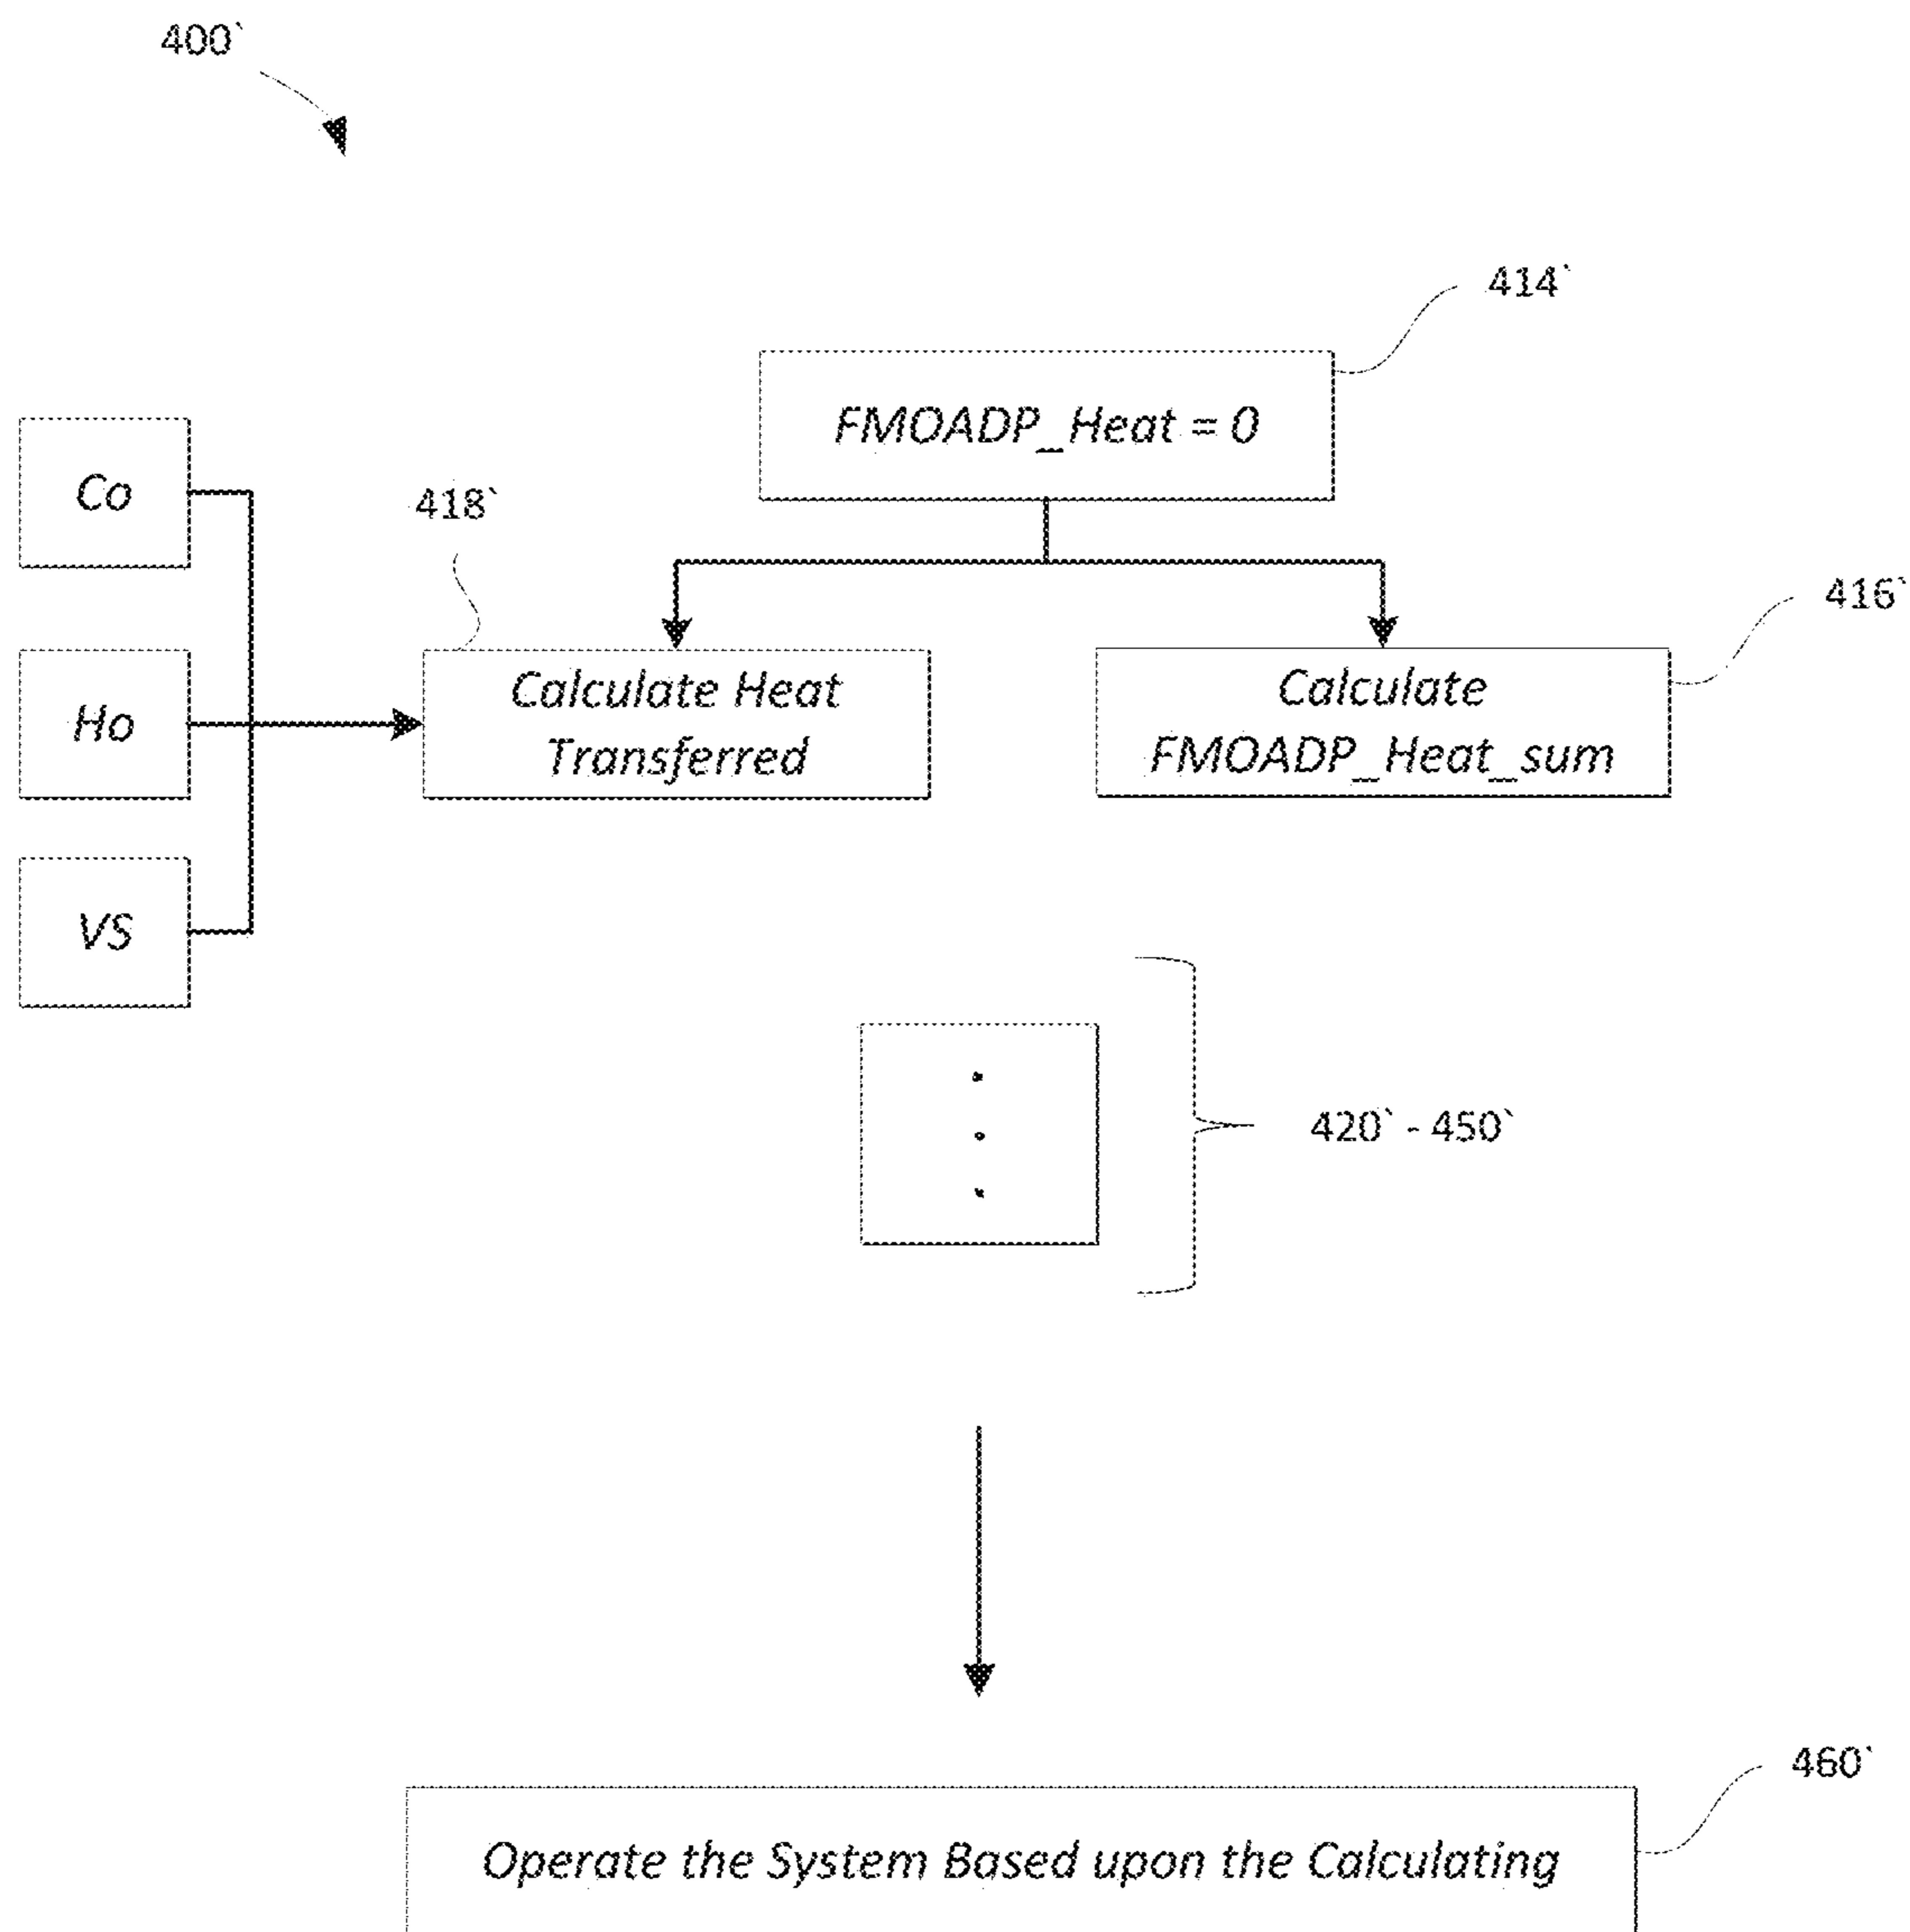 400`
414`
FMOADP_Heat = 0
Co
418`
416`
Ho
Calculate Heat
Transferred
Calculate
FMOADP_Heat_sum
VS
420` - 450`
460`
Operate the System Based upon the Calculating